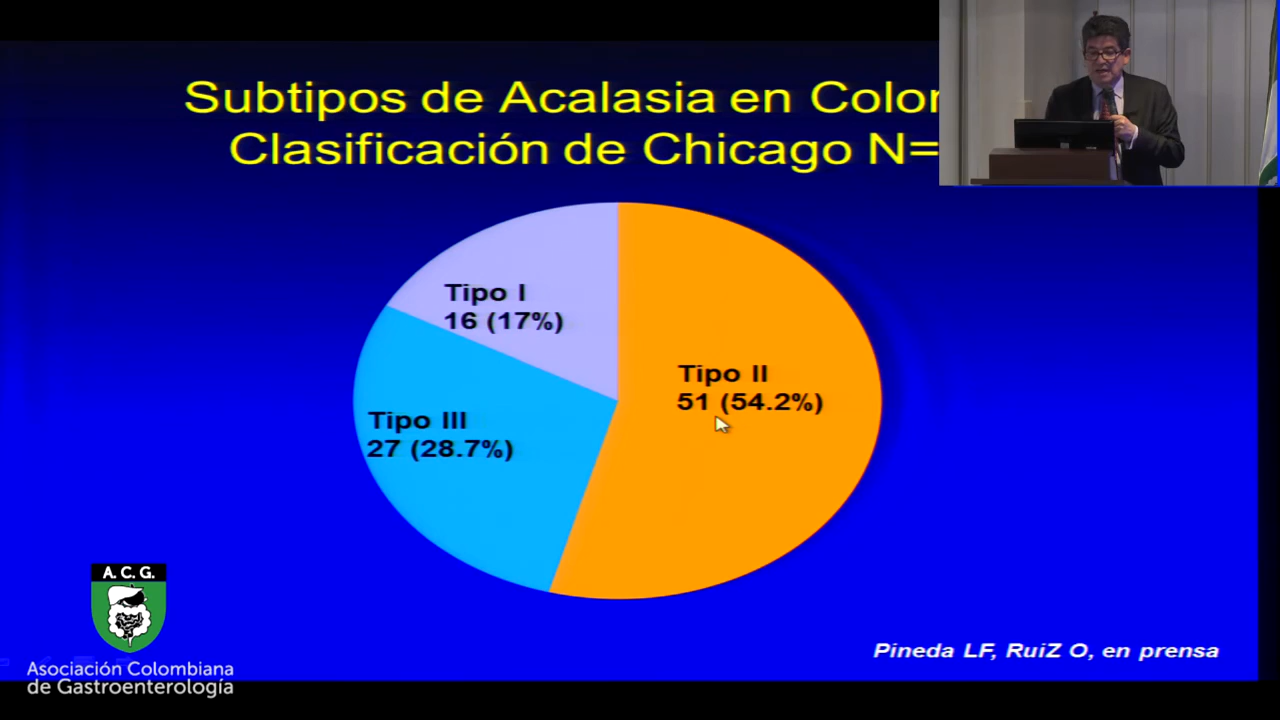 Subtipos de Acalasia en
Clasificación de Chicago N=
Tipo I
16 (17%)
Tipo II
51 (54.2%)
Tipo III
27 (28.7%)
A. C. G.
Asociación Colombiana
de Gastroenterología
Pineda LF, RuiZ O, en prensa